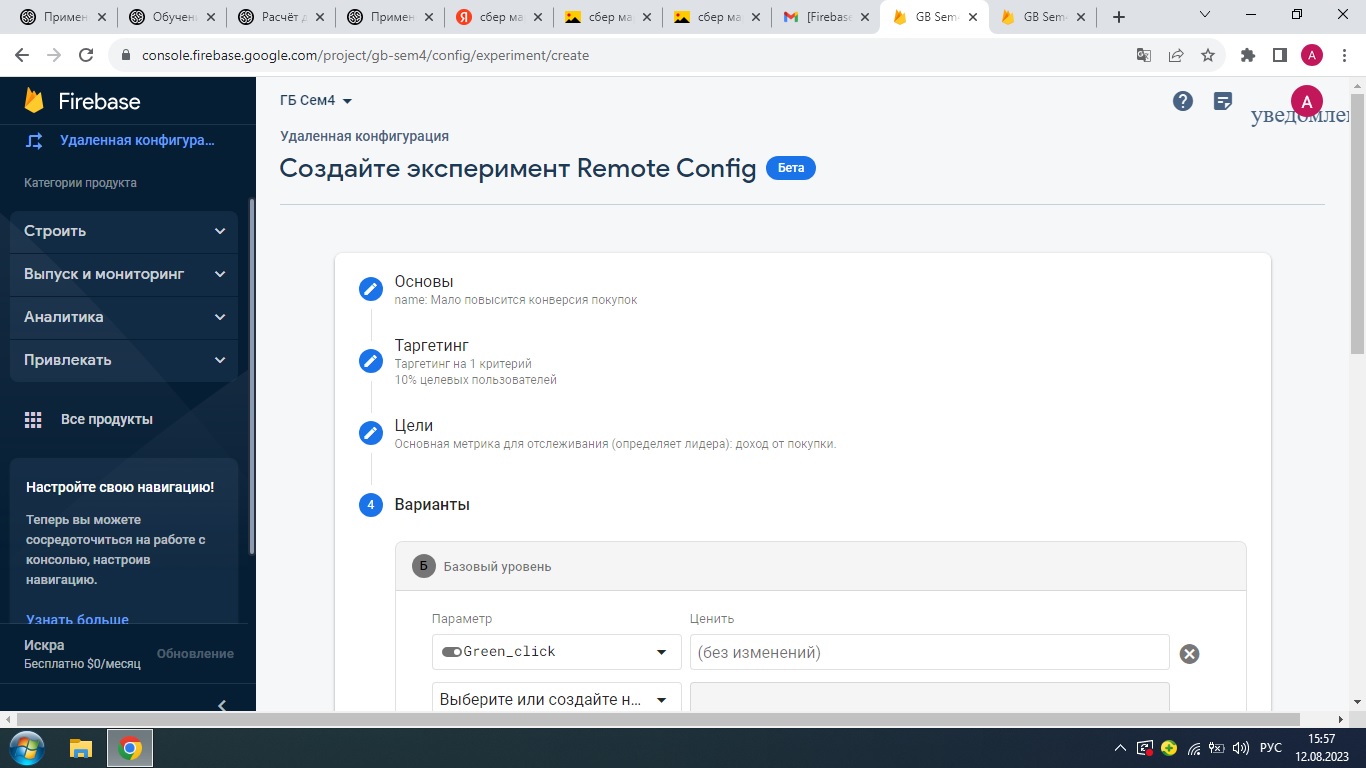 Примен
Обучен
Расчёт д
Примен
сбер ма
сбер ма
сбер ма
[Firebase
GB Sem4
GB Sem4
console.firebase.google.com/project/gb-sem4/config/experiment/create
A
Firebase
Удаленная конфигура...
Категории продукта
Строить
Выпуск и мониторинг
Аналитика
Привлекать
Все продукты
Настройте свою навигацию!
Теперь вы можете
сосредоточиться на работе с
консолью, настроив
навигацию.
Узнать больше
Искра
Бесплатно $0/месяц
Обновление
ГБ Сем4
уведомлен
A
Удаленная конфигурация
Создайте эксперимент Remote Config
Бета
Основы
name: Мало повысится конверсия покупок
Таргетинг
Таргетинг на 1 критерий
10% целевых пользователей
Цели
Основная метрика для отслеживания (определяет лидера): доход от покупки.
4 Варианты
Б Базовый уровень
Параметр
Ценить
Green_click
(без изменений)
Выберите или создайте н...
РУС
15:57
12.08.2023